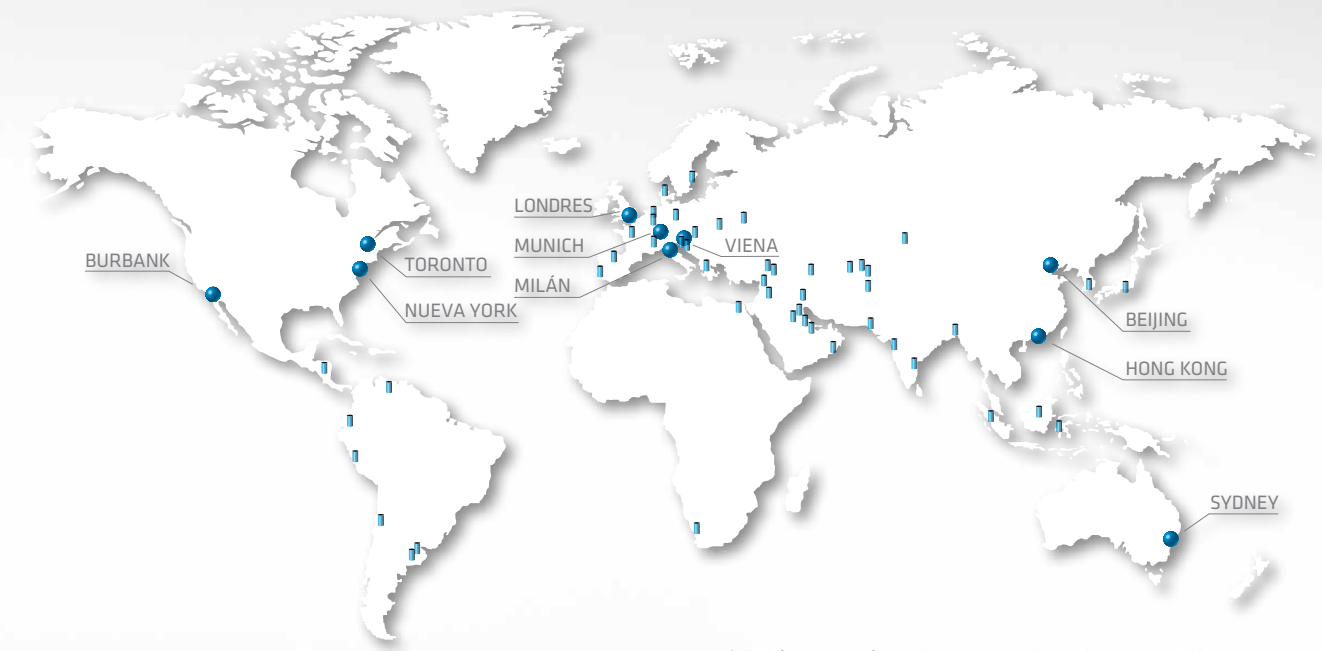 LONDRES
MUNICH
VIENA
MILÁN
BURBANK
TORONTO
NUEVA YORK
BEIJING
HONG KONG
SYDNEY